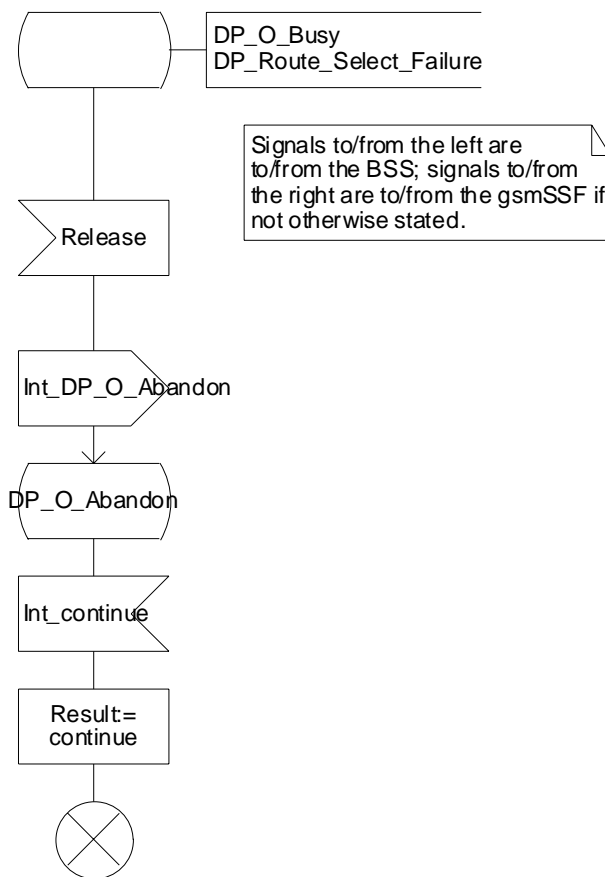 DP_O_Busy
DP_Route_Select_Failure
Signals to/from the left are
to/from the BSS; signals to/from
the right are to/from the gsmSSF if
not otherwise stated.
Release
Int_DP_O_Abandon
DP_O_Abandon
Int_continue
Result:=
continue